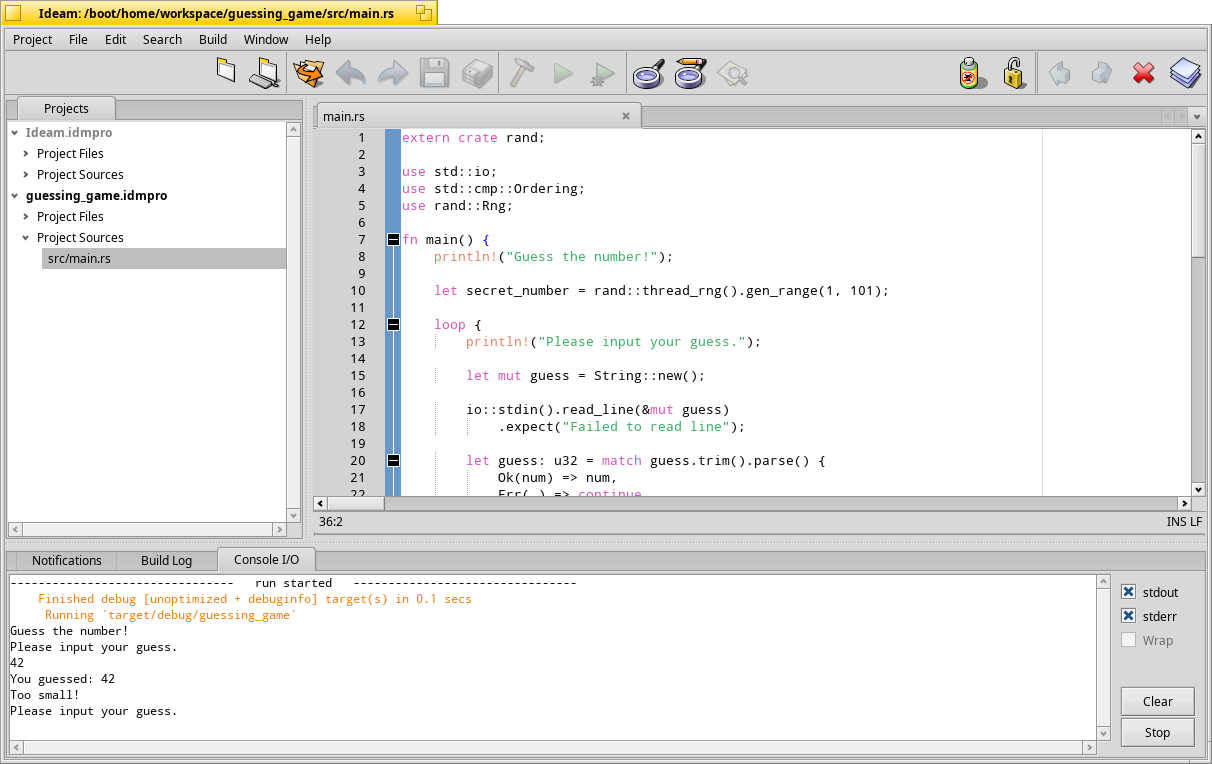 Ideam: /boot/home/workspace/guessing_game/src/main.rs
Project File Edit Search Build Window Help
Projects
Ideam.idmpro
Project Files
Project Sources
guessing_game.idmpro
Project Files
Project Sources
src/main.rs
main.rs
1 extern crate rand;
2
3 use std::io;
4 use std::cmp::Ordering;
5 use rand::Rng;
6
7 fn main() {
8     println!("Guess the number!");
9
10     let secret_number = rand::thread_rng().gen_range(1, 101);
11
12     loop {
13         println!("Please input your guess.");
14
15         let mut guess = String::new();
16
17         io::stdin().read_line(&mut guess)
18             .expect("Failed to read line");
19
20         let guess: u32 = match guess.trim().parse() {
21             Ok(num) => num,
22             Err(_) => continue
36:2
INS LF
Notifications Build Log Console I/O
-------------------------------- run started --------------------------------
    Finished debug [unoptimized + debuginfo] target(s) in 0.1 secs
     Running `target/debug/guessing_game`
Guess the number!
Please input your guess.
42
You guessed: 42
Too small!
Please input your guess.
stdout
stderr
Wrap
Clear
Stop